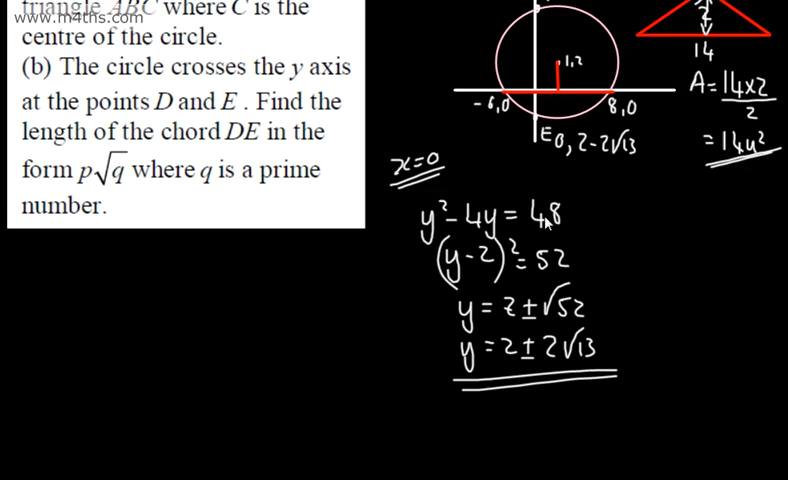 triangle ABC where C is the
www.m4ths.com
centre of the circle.
(b) The circle crosses the y axis
at the points D and E . Find the
length of the chord DE in the
form p√q where q is a prime
number.
1,2
-6,0
8,0
E 0, 2-2√13
2
14
A = 14x2
2
= 14u²
x=0
y² - 4y = 48
(y - 2)² = 52
y = 2 ± √52
y = 2 ± 2√13